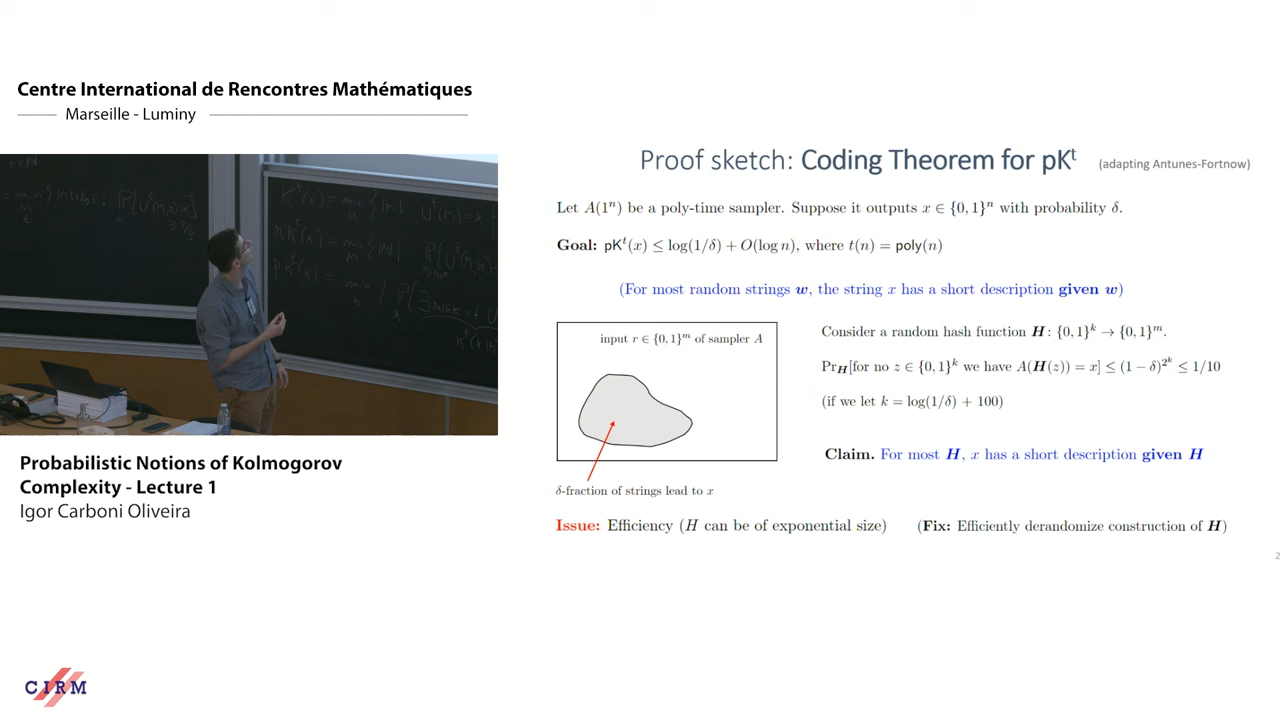 Centre International de Rencontres Mathématiques
Marseille - Luminy
Proof sketch: Coding Theorem for pKᵗ (adapting Antunes-Fortnow)
Let A(1ⁿ) be a poly-time sampler. Suppose it outputs x ∈ {0, 1}ⁿ with probability δ.
Goal: pKᵗ(x) ≤ log(1/δ) + O(log n), where t(n) = poly(n)
(For most random strings w, the string x has a short description given w)
input r ∈ {0, 1}ᵐ of sampler A
δ-fraction of strings lead to x
Consider a random hash function H: {0, 1}ᵏ → {0, 1}ᵐ.
Pr_H[for no z ∈ {0, 1}ᵏ we have A(H(z)) = x] ≤ (1 − δ)^{2^k} ≤ 1/10
(if we let k = log(1/δ) + 100)
Claim. For most H, x has a short description given H
Issue: Efficiency (H can be of exponential size) (Fix: Efficiently derandomize construction of H)
2
Probabilistic Notions of Kolmogorov
Complexity - Lecture 1
Igor Carboni Oliveira
CIRM